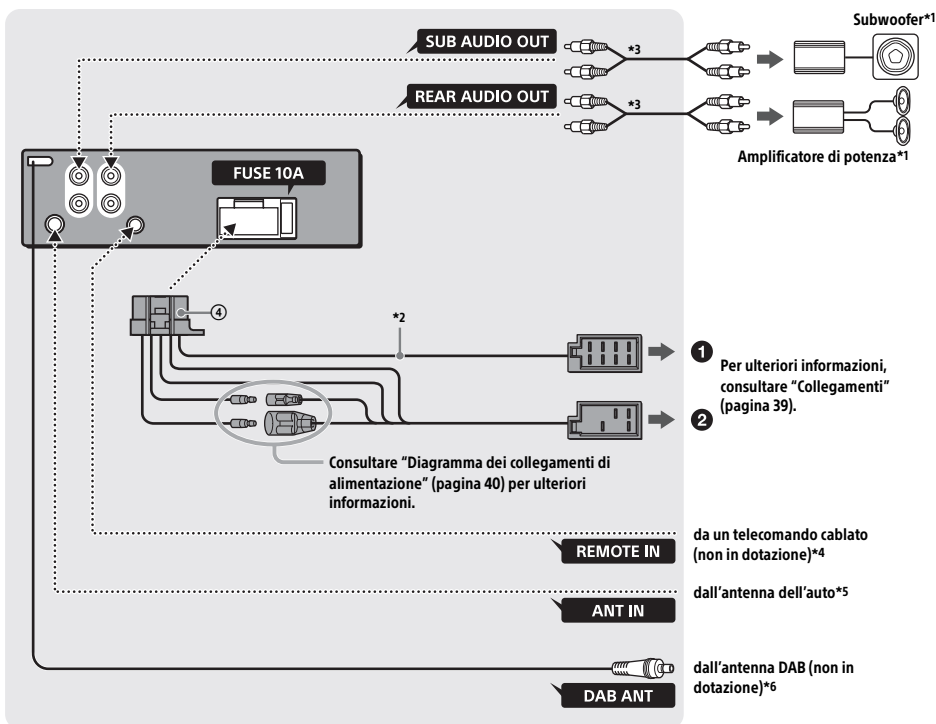 Subwoofer*1
SUB AUDIO OUT
*3
REAR AUDIO OUT
*3
Amplificatore di potenza*1
FUSE 10A
④
*2
❶
Per ulteriori informazioni,
consultare “Collegamenti”
(pagina 39).
❷
Consultare “Diagramma dei collegamenti di
alimentazione” (pagina 40) per ulteriori
informazioni.
da un telecomando cablato
(non in dotazione)*4
REMOTE IN
dall’antenna dell’auto*5
ANT IN
dall’antenna DAB (non in
dotazione)*6
DAB ANT